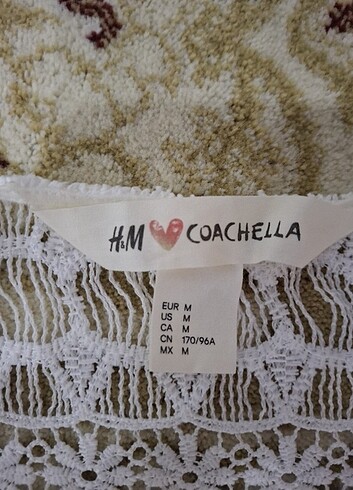 H&M COACHELLA
EUR M
US M
CA M
CN 170/96A
MX M